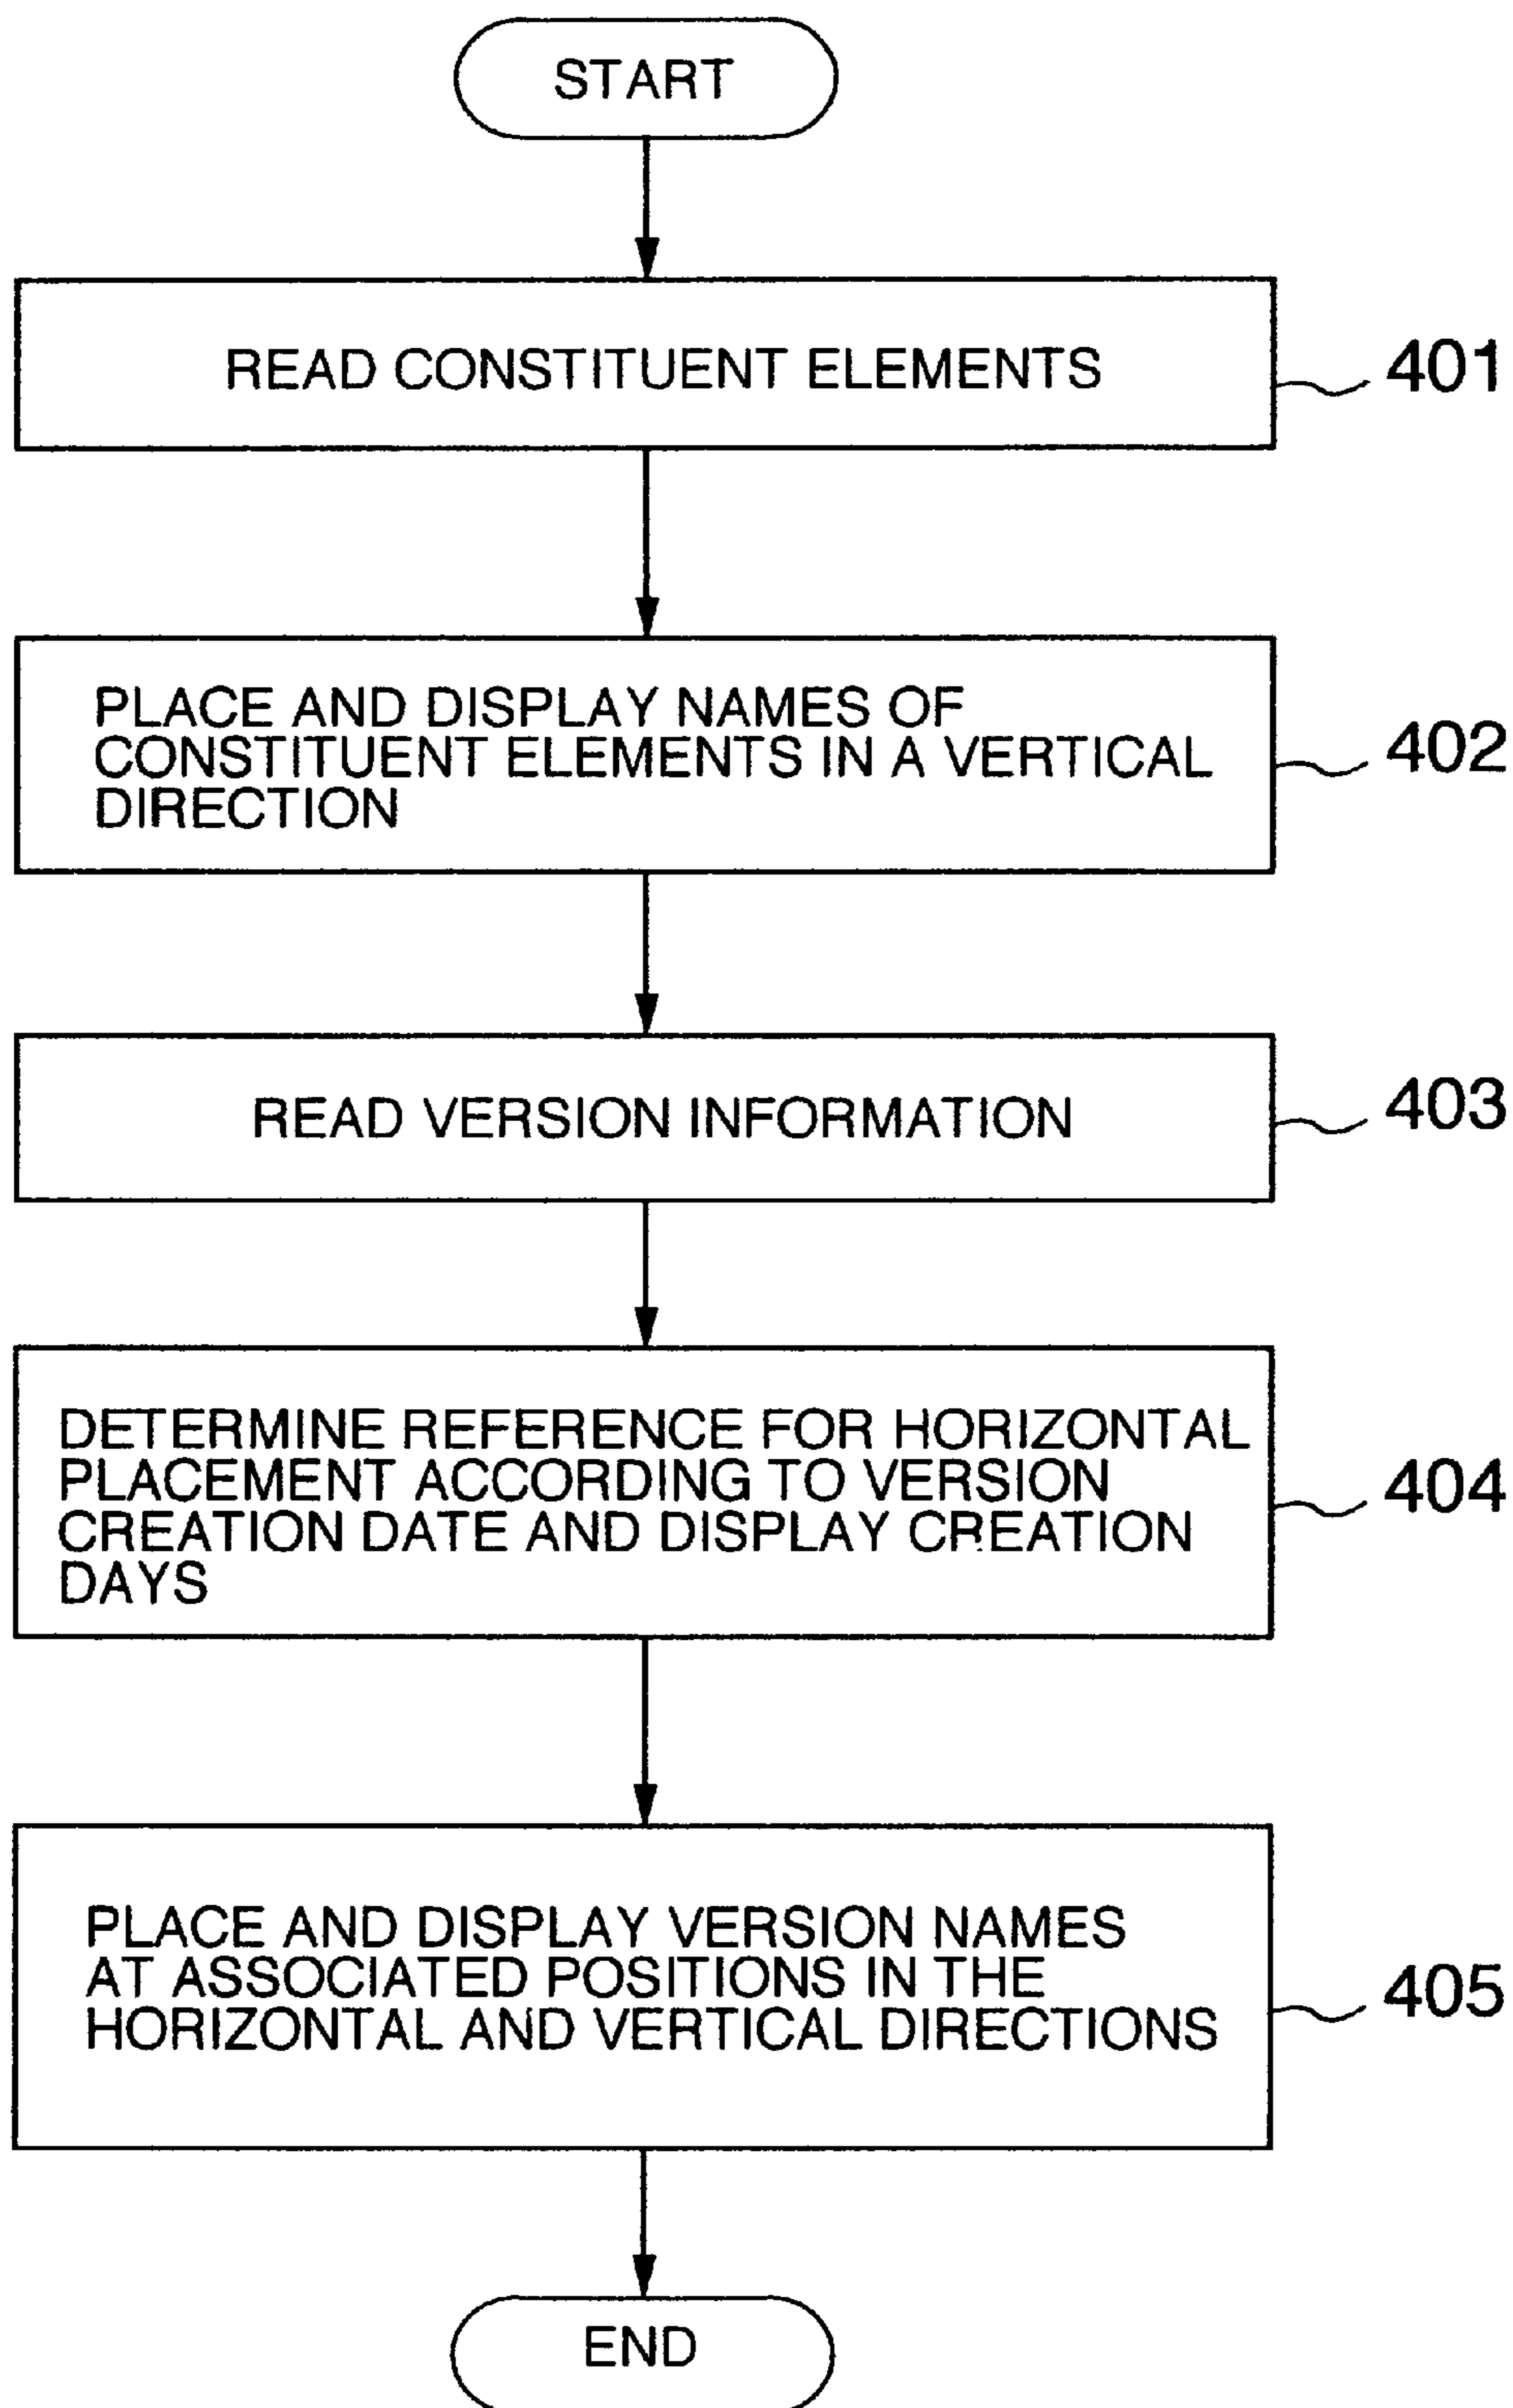 START
READ CONSTITUENT ELEMENTS
401
PLACE AND DISPLAY NAMES OF
CONSTITUENT ELEMENTS IN A VERTICAL
DIRECTION
402
READ VERSION INFORMATION
403
DETERMINE REFERENCE FOR HORIZONTAL
PLACEMENT ACCORDING TO VERSION
CREATION DATE AND DISPLAY CREATION
DAYS
404
PLACE AND DISPLAY VERSION NAMES
AT ASSOCIATED POSITIONS IN THE
HORIZONTAL AND VERTICAL DIRECTIONS
405
END